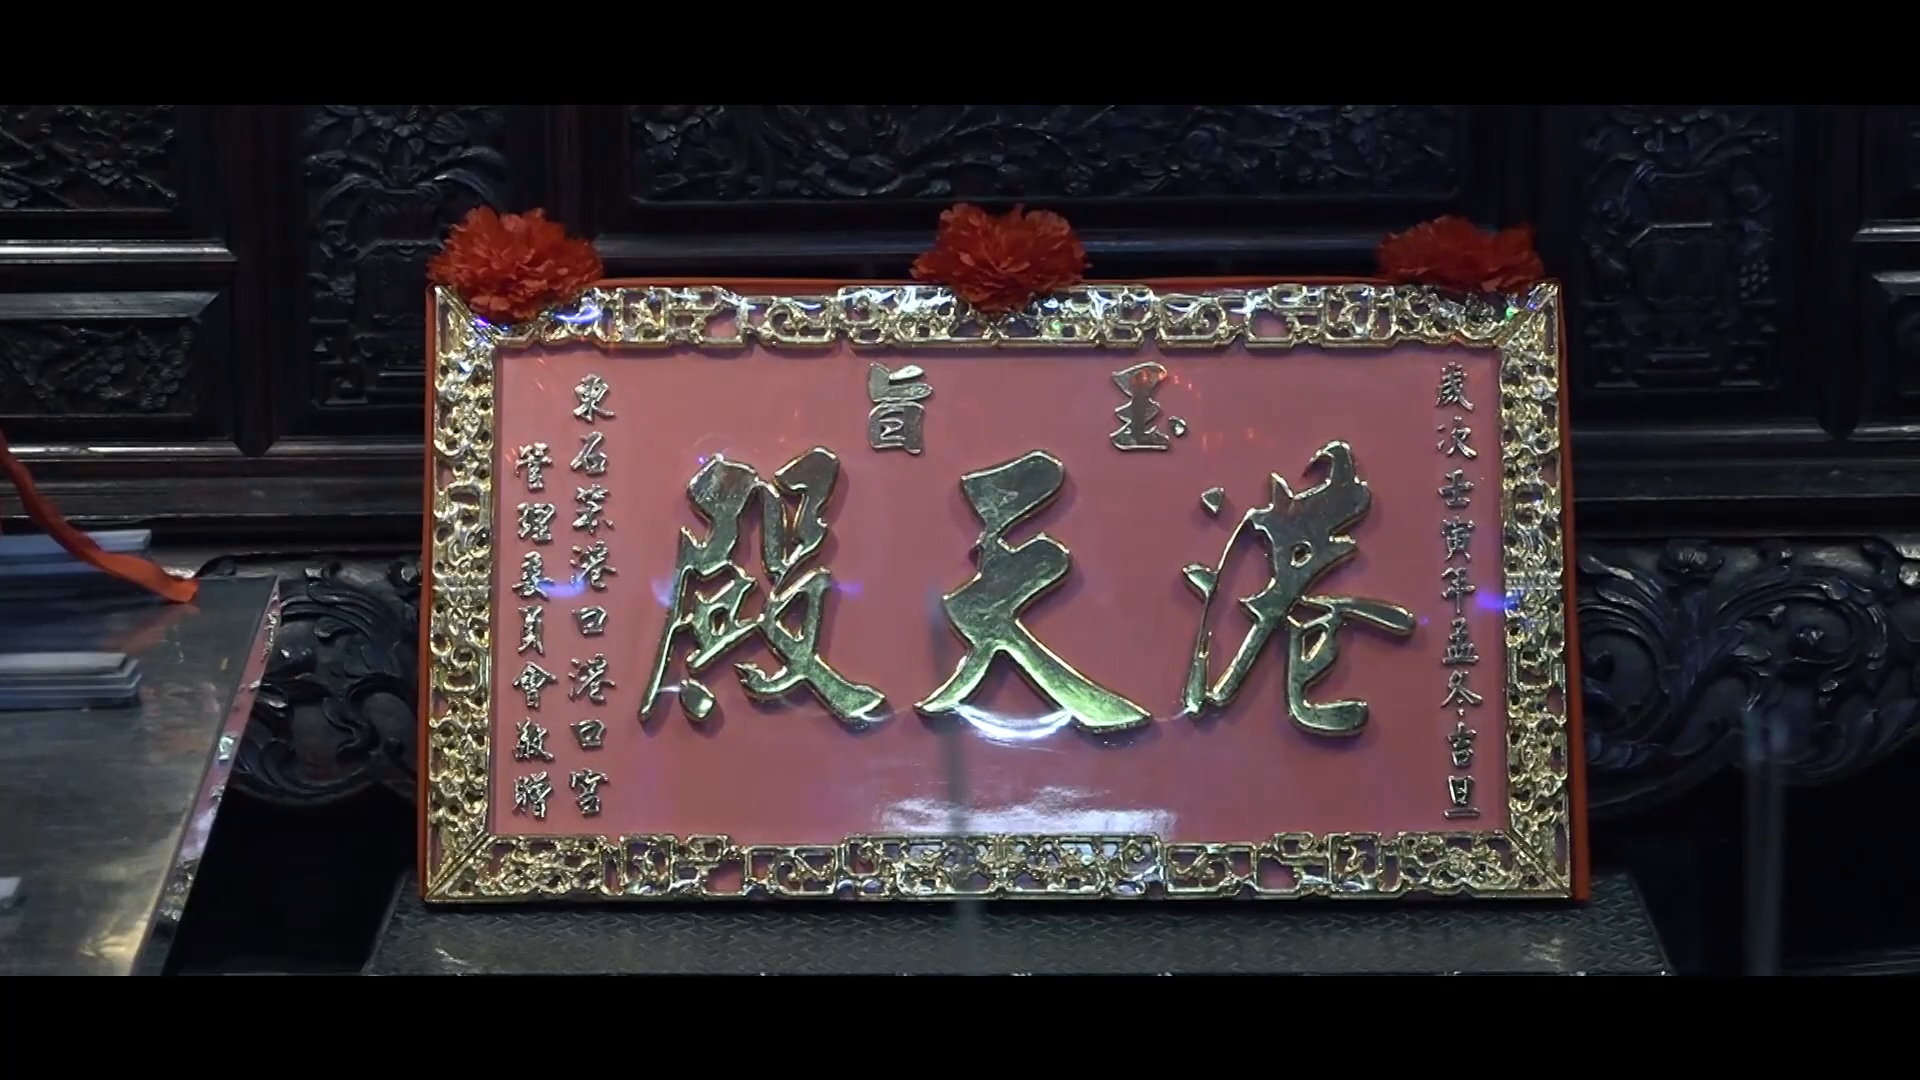 歲次壬寅年孟冬吉旦
玉旨
港天殿
東石笨港口港口宮
管理委員會敬贈